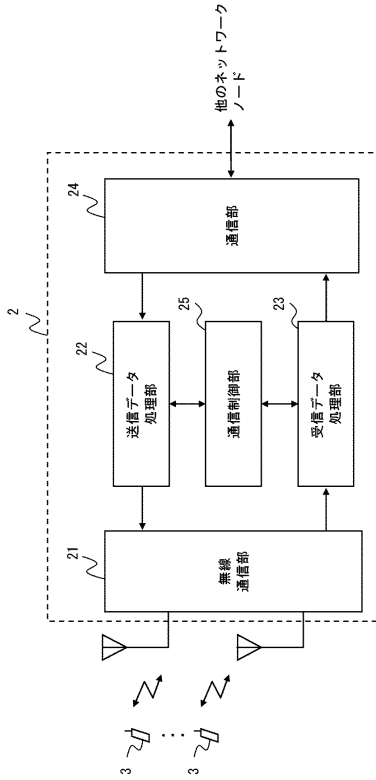 2
21
無線
通信部
22
送信データ
処理部
25
通信制御部
23
受信データ
処理部
24
通信部
他のネットワーク
ノード
3
3